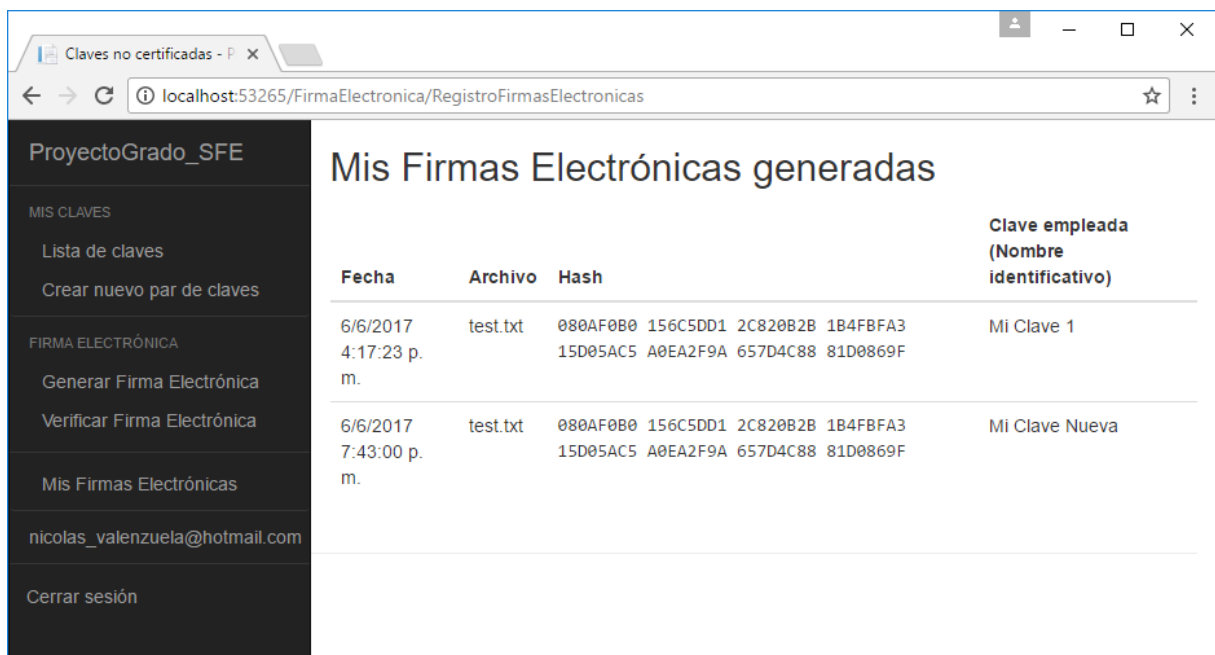 Claves no certificadas - P
localhost:53265/FirmaElectronica/RegistroFirmasElectronicas
ProyectoGrado_SFE
MIS CLAVES
Lista de claves
Crear nuevo par de claves
FIRMA ELECTRÓNICA
Generar Firma Electrónica
Verificar Firma Electrónica
Mis Firmas Electrónicas
nicolas_valenzuela@hotmail.com
Cerrar sesión
Mis Firmas Electrónicas generadas
Clave empleada
(Nombre
Fecha Archivo Hash identificativo)
6/6/2017 test.txt 080AF0B0 156C5DD1 2C820B2B 1B4FBFA3 Mi Clave 1
4:17:23 p. 15D05AC5 A0EA2F9A 657D4C88 81D0869F
m.
6/6/2017 test.txt 080AF0B0 156C5DD1 2C820B2B 1B4FBFA3 Mi Clave Nueva
7:43:00 p. 15D05AC5 A0EA2F9A 657D4C88 81D0869F
m.